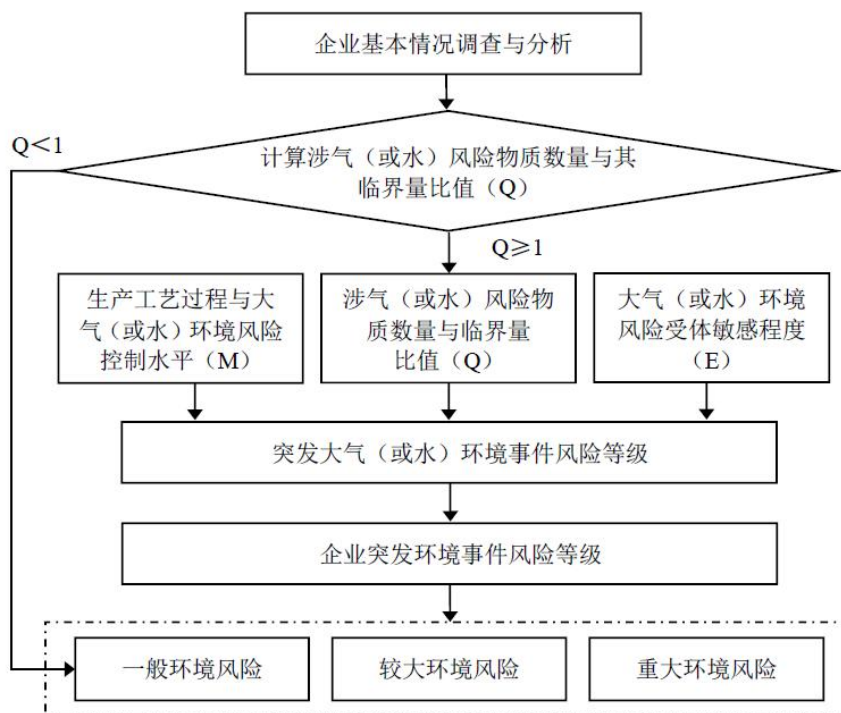 企业基本情况调查与分析
Q＜1
计算涉气（或水）风险物质数量与其
临界量比值（Q）
Q≥1
生产工艺过程与大
气（或水）环境风险
控制水平（M）
涉气（或水）风险物
质数量与临界量
比值（Q）
大气（或水）环境
风险受体敏感程度
（E）
突发大气（或水）环境事件风险等级
企业突发环境事件风险等级
一般环境风险
较大环境风险
重大环境风险